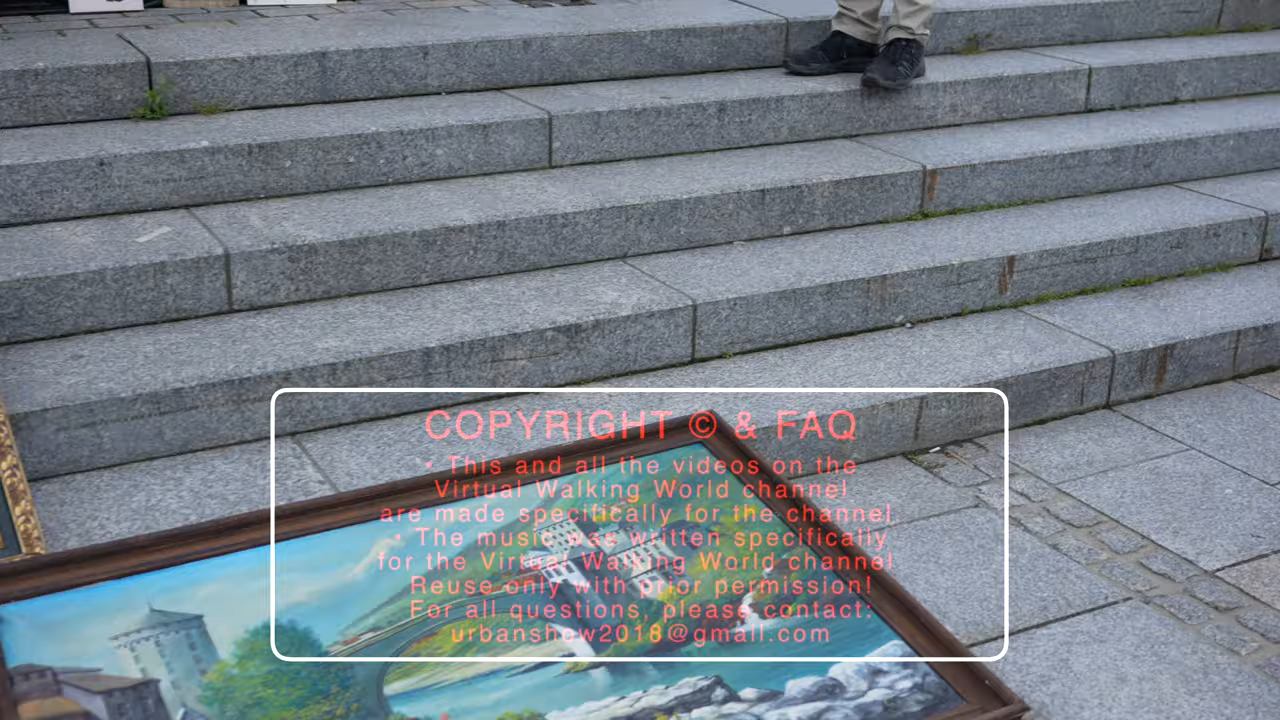 COPYRIGHT © & FAQ
• This and all the videos on the
Virtual Walking World channel
are made specifically for the channel
• The music was written specifically
for the Virtual Walking World channel
Reuse only with prior permission!
For all questions, please contact:
urbanshow2018@gmail.com